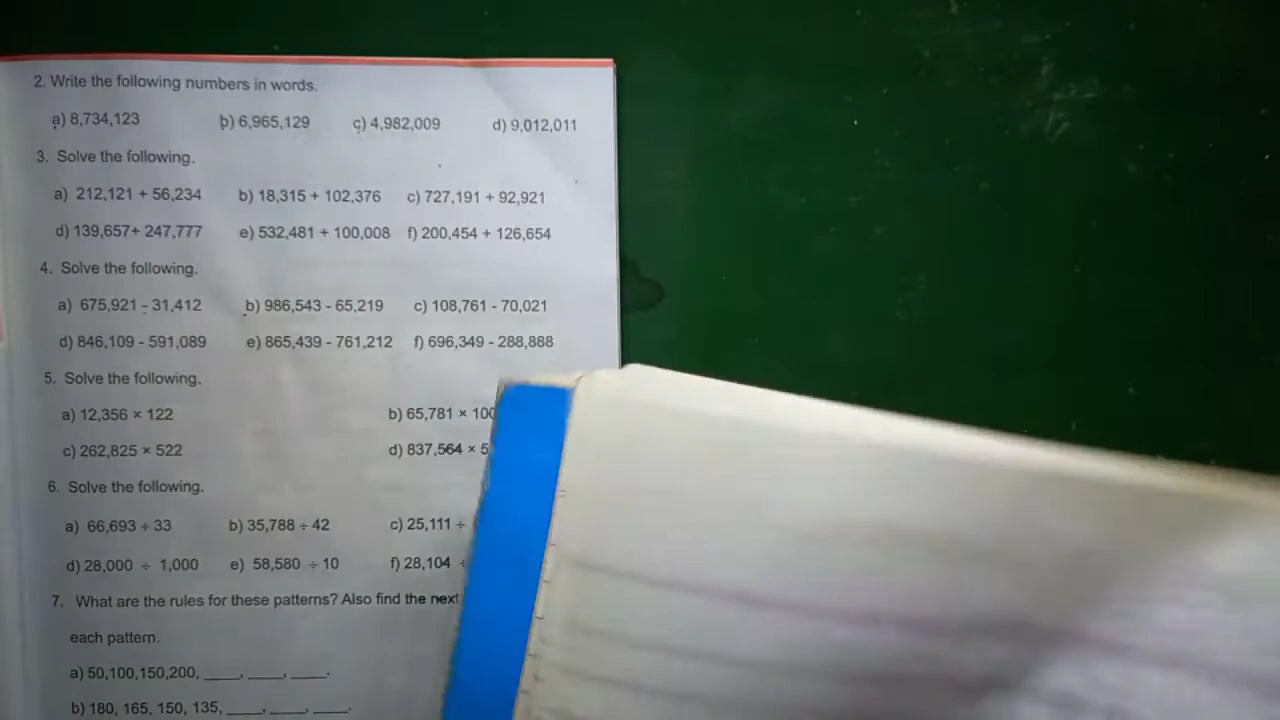 2. Write the following numbers in words.
a) 8,734,123 b) 6,965,129 c) 4,982,009 d) 9,012,011
3. Solve the following.
a) 212,121 + 56,234 b) 18,315 + 102,376 c) 727,191 + 92,921
d) 139,657+ 247,777 e) 532,481 + 100,008 f) 200,454 + 126,654
4. Solve the following.
a) 675,921 - 31,412 b) 986,543 - 65,219 c) 108,761 - 70,021
d) 846,109 - 591,089 e) 865,439 - 761,212 f) 696,349 - 288,888
5. Solve the following.
a) 12,356 × 122 b) 65,781 × 100
c) 262,825 × 522 d) 837,564 × 5
6. Solve the following.
a) 66,693 ÷ 33 b) 35,788 ÷ 42 c) 25,111 ÷
d) 28,000 ÷ 1,000 e) 58,580 ÷ 10 f) 28,104 ÷
7. What are the rules for these patterns? Also find the next
each pattern.
a) 50,100,150,200, ____, ____, ____.
b) 180, 165, 150, 135, ____, ____, ____.